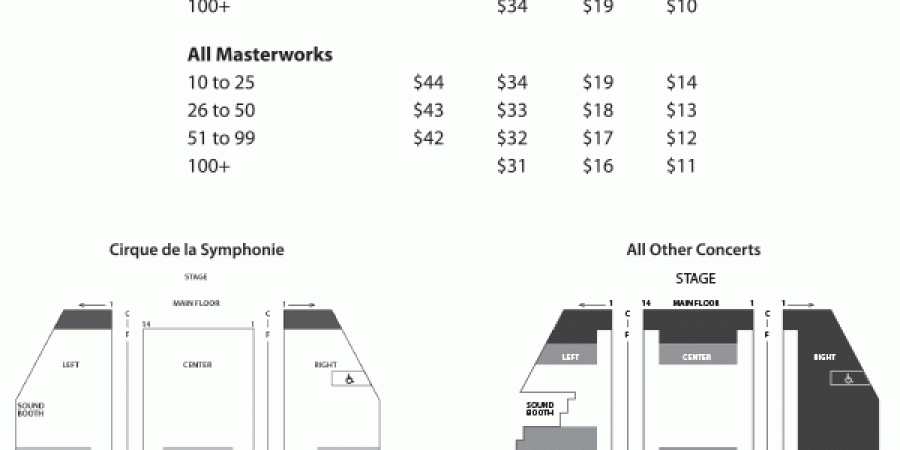 100+ $34 $19 $10
All Masterworks
10 to 25 $44 $34 $19 $14
26 to 50 $43 $33 $18 $13
51 to 99 $42 $32 $17 $12
100+ $31 $16 $11
Cirque de la Symphonie
STAGE
MAIN FLOOR
1 1
C C
14 1
F F
LEFT CENTER RIGHT
SOUND
BOOTH
All Other Concerts
STAGE
1 14 MAIN FLOOR 1 1
C C
F F
LEFT CENTER RIGHT
SOUND
BOOTH